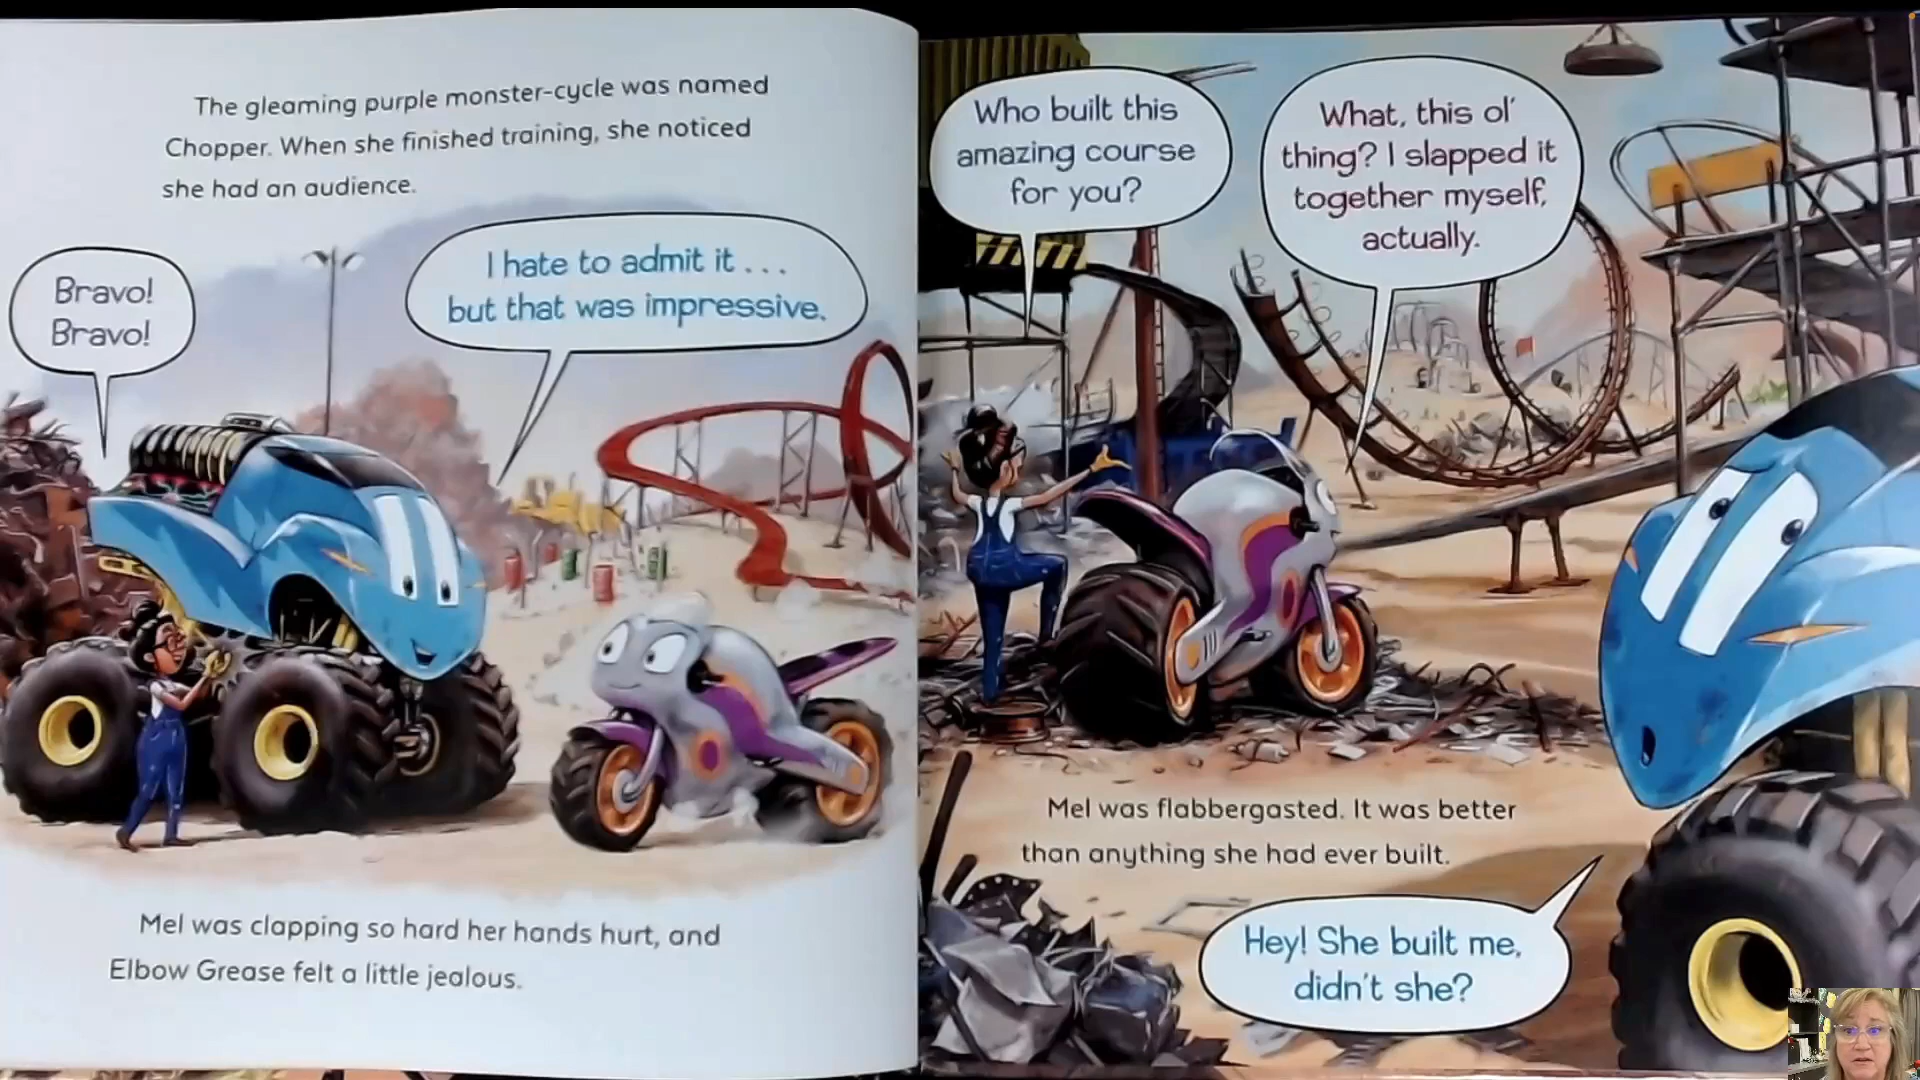 The gleaming purple monster-cycle was named
Chopper. When she finished training, she noticed
she had an audience.
Bravo!
Bravo!
I hate to admit it . . .
but that was impressive.
Mel was clapping so hard her hands hurt, and
Elbow Grease felt a little jealous.
Who built this
amazing course
for you?
What, this ol’
thing? I slapped it
together myself,
actually.
Mel was flabbergasted. It was better
than anything she had ever built.
Hey! She built me,
didn’t she?